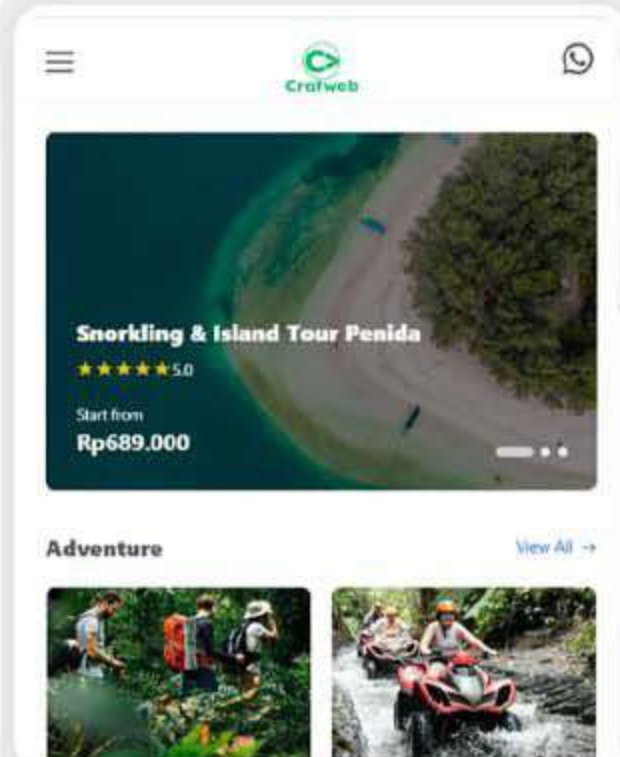 Crafweb
Snorkling & Island Tour Penida
5.0
Start from
Rp689.000
Adventure
View All →